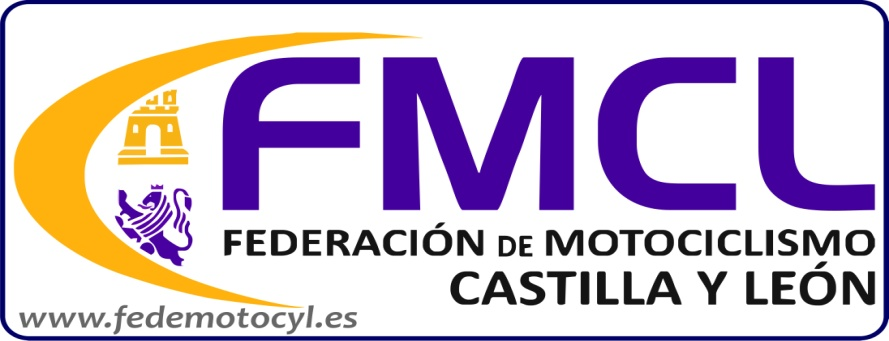 FMCL
FEDERACIÓN DE MOTOCICLISMO
CASTILLA Y LEÓN
www.fedemotocyl.es